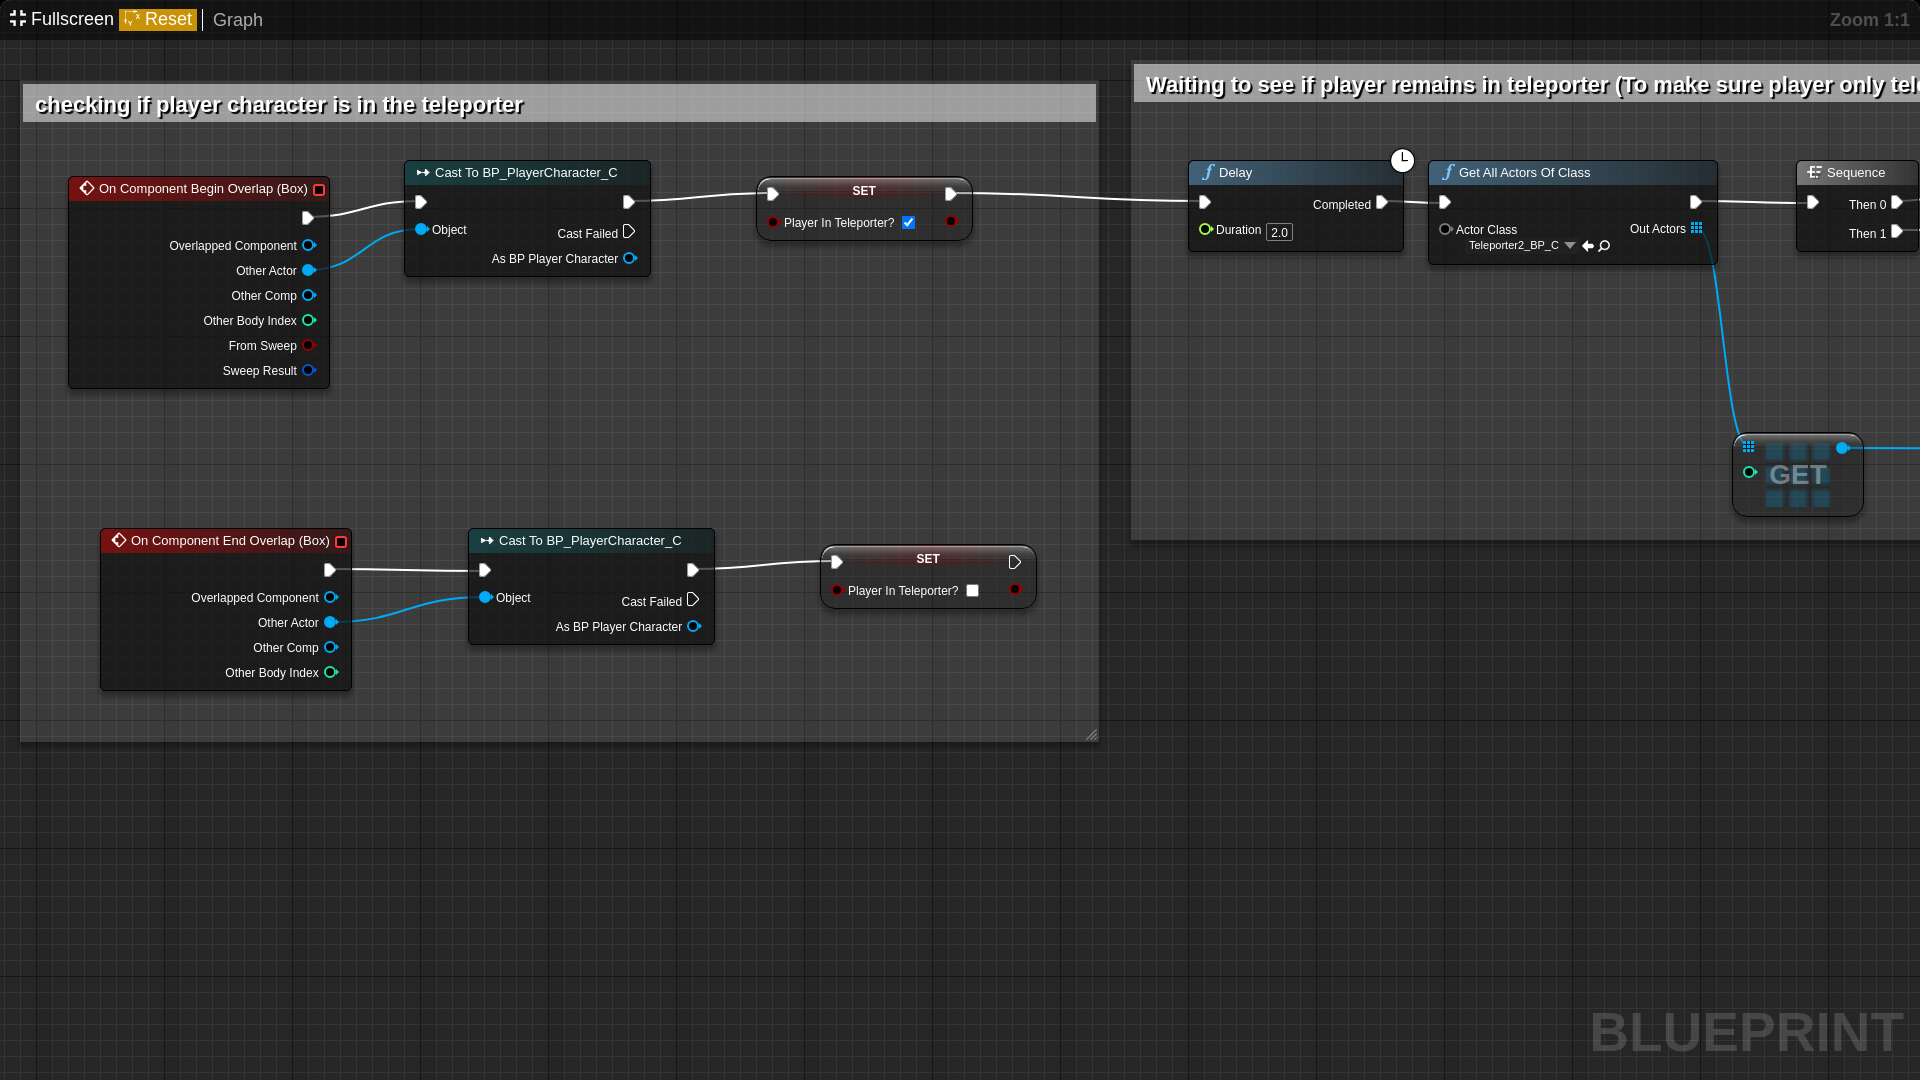 Fullscreen Reset Graph
Zoom 1:1
checking if player character is in the teleporter
On Component Begin Overlap (Box)
Overlapped Component
Other Actor
Other Comp
Other Body Index
From Sweep
Sweep Result
Cast To BP_PlayerCharacter_C
Object
Cast Failed
As BP Player Character
SET
Player In Teleporter?
On Component End Overlap (Box)
Overlapped Component
Other Actor
Other Comp
Other Body Index
Cast To BP_PlayerCharacter_C
Object
Cast Failed
As BP Player Character
SET
Player In Teleporter?
Waiting to see if player remains in teleporter (To make sure player only tele
Delay
Completed
Duration 2.0
Get All Actors Of Class
Actor Class
Teleporter2_BP_C
Out Actors
Sequence
Then 0
Then 1
GET
BLUEPRINT